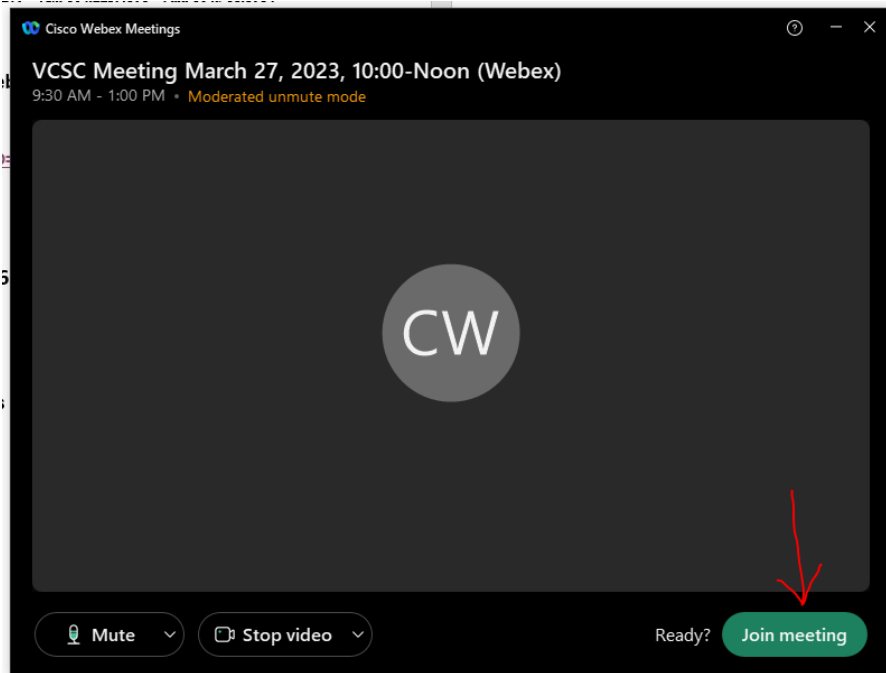 Cisco Webex Meetings
VCSC Meeting March 27, 2023, 10:00-Noon (Webex)
9:30 AM - 1:00 PM • Moderated unmute mode
CW
Mute
Stop video
Ready?
Join meeting